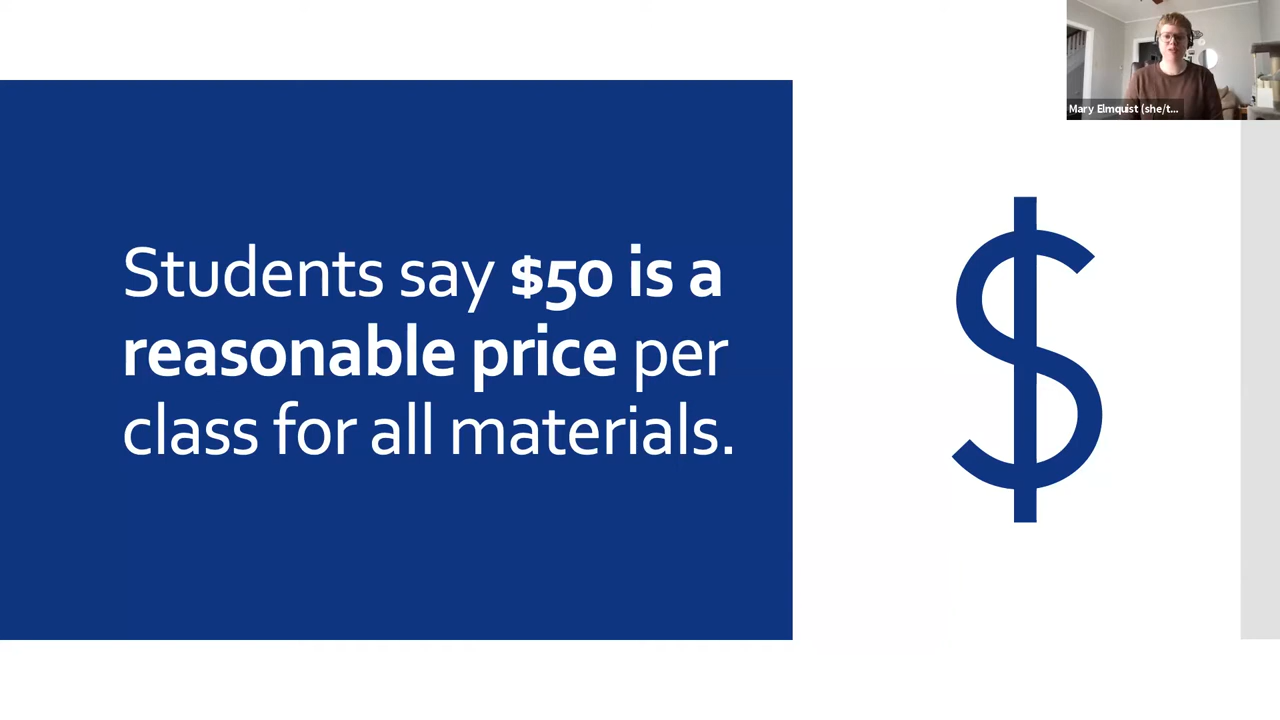 Mary Elmquist (she/t...
Students say $50 is a
reasonable price per
class for all materials.
$